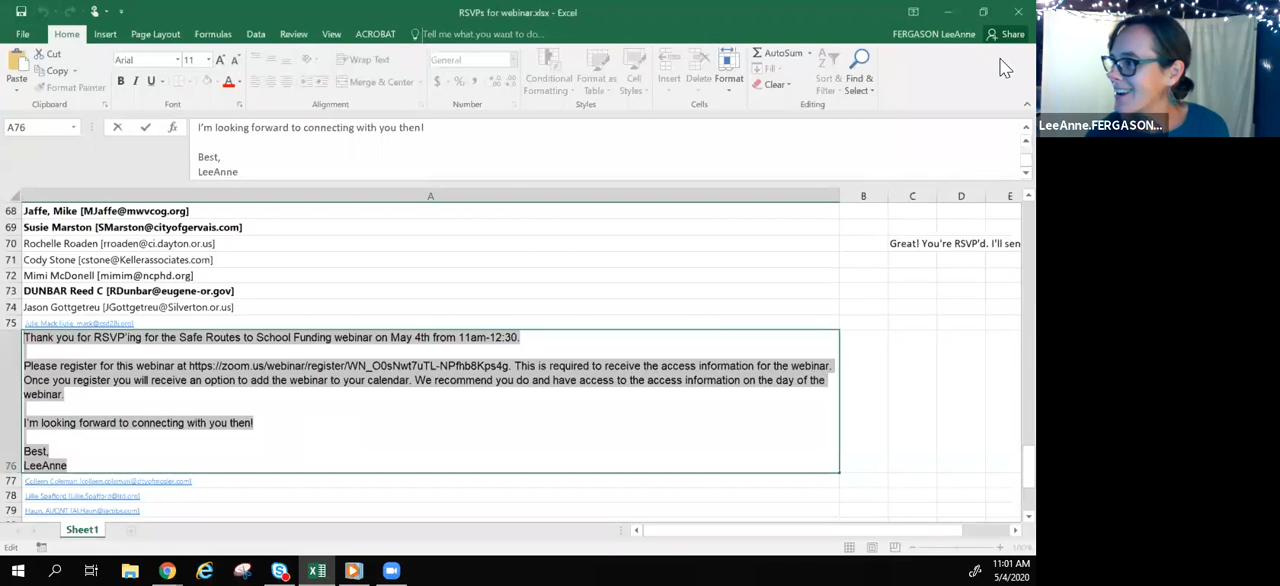 RSVPs for webinar.xlsx - Excel
File Home Insert Page Layout Formulas Data Review View ACROBAT Tell me what you want to do... FERGASON LeeAnne Share
Cut
Copy
Format Painter
Paste
Clipboard
Arial 11
B I U
Font
Wrap Text
Merge & Center
Alignment
General
$ % ,
Number
Conditional Formatting
Format as Table
Cell Styles
Styles
Insert Delete Format
Cells
AutoSum
Fill
Clear
Sort & Filter
Find & Select
Editing
LeeAnne.FERGASON...
A76
fx
I'm looking forward to connecting with you then!
Best,
LeeAnne
A B C D E
68 Jaffe, Mike [MJaffe@mwvcog.org]
69 Susie Marston [SMarston@cityofgervais.com]
70 Rochelle Roaden [rroaden@ci.dayton.or.us] Great! You're RSVP'd. I'll sen
71 Cody Stone [cstone@Kellerassociates.com]
72 Mimi McDonell [mimim@ncphd.org]
73 DUNBAR Reed C [RDunbar@eugene-or.gov]
74 Jason Gottgetreu [JGottgetreu@Silverton.or.us]
75
Thank you for RSVP'ing for the Safe Routes to School Funding webinar on May 4th from 11am-12:30.
Please register for this webinar at https://zoom.us/webinar/register/WN_O0sNwt7uTL-NPfhb8Kps4g. This is required to receive the access information for the webinar.
Once you register you will receive an option to add the webinar to your calendar. We recommend you do and have access to the access information on the day of the
webinar.
I'm looking forward to connecting with you then!
Best,
76 LeeAnne
77 Colleen Coleman [colleen.coleman@cityofmosier.com]
78 Lillie Spafford
79
Sheet1
Edit
100%
11:01 AM
5/4/2020